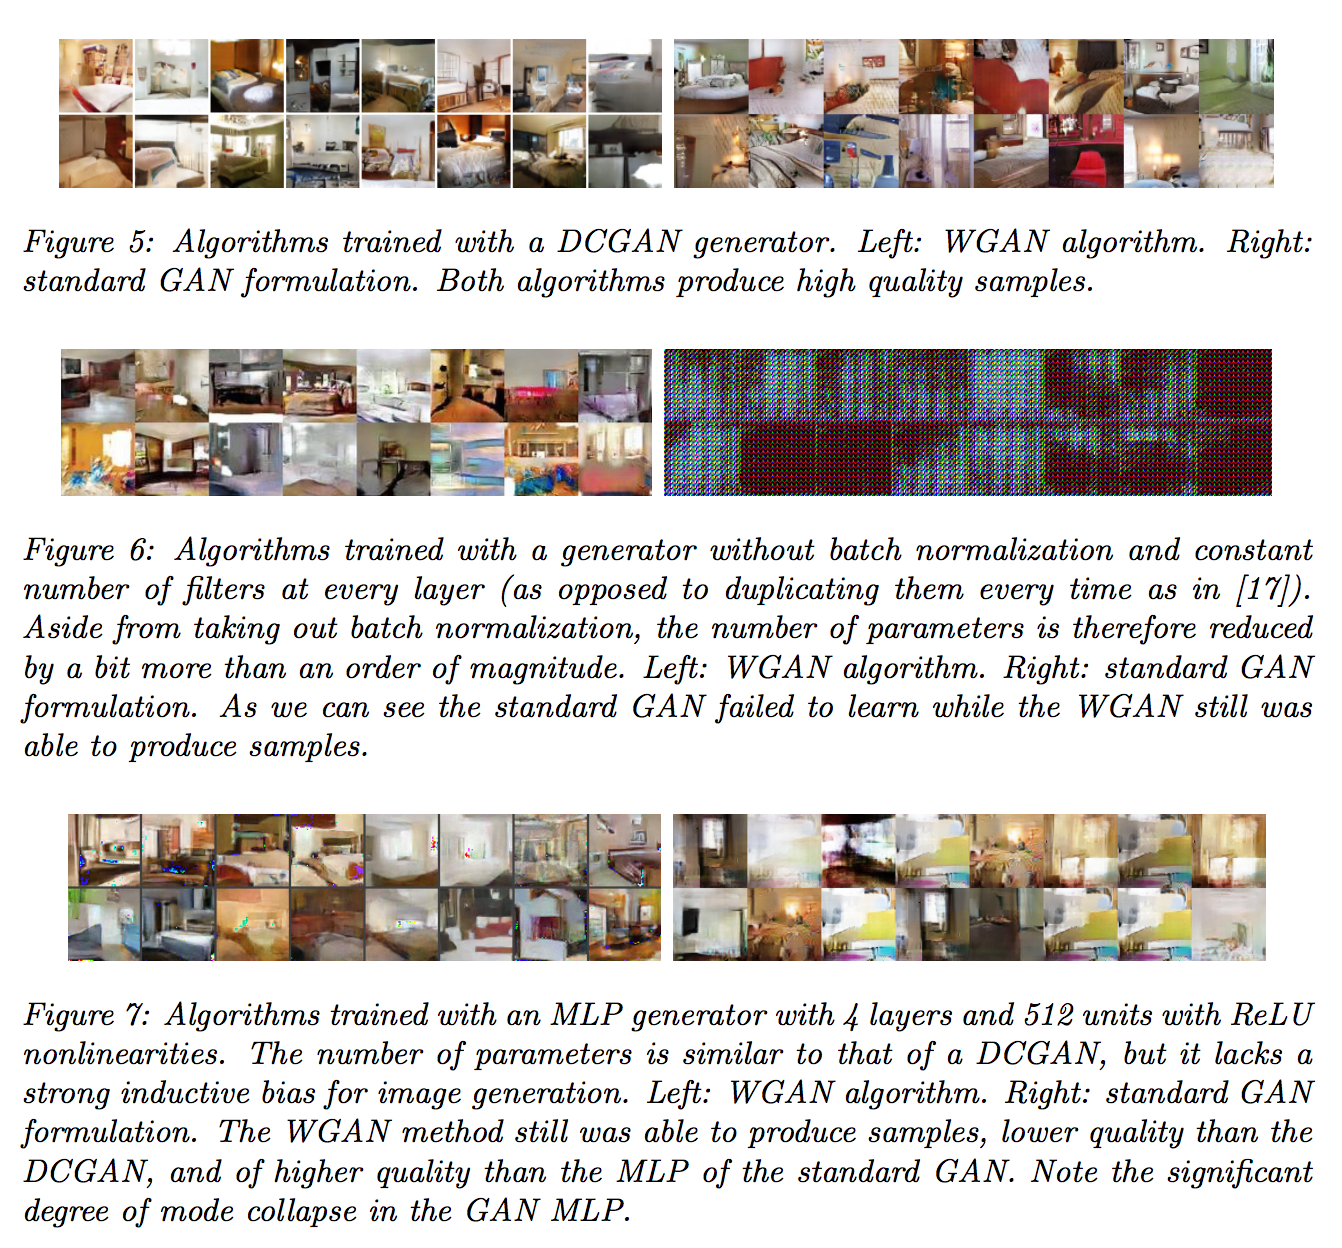 Figure 5: Algorithms trained with a DCGAN generator. Left: WGAN algorithm. Right:
standard GAN formulation. Both algorithms produce high quality samples.
Figure 6: Algorithms trained with a generator without batch normalization and constant
number of filters at every layer (as opposed to duplicating them every time as in [17]).
Aside from taking out batch normalization, the number of parameters is therefore reduced
by a bit more than an order of magnitude. Left: WGAN algorithm. Right: standard GAN
formulation. As we can see the standard GAN failed to learn while the WGAN still was
able to produce samples.
Figure 7: Algorithms trained with an MLP generator with 4 layers and 512 units with ReLU
nonlinearities. The number of parameters is similar to that of a DCGAN, but it lacks a
strong inductive bias for image generation. Left: WGAN algorithm. Right: standard GAN
formulation. The WGAN method still was able to produce samples, lower quality than the
DCGAN, and of higher quality than the MLP of the standard GAN. Note the significant
degree of mode collapse in the GAN MLP.